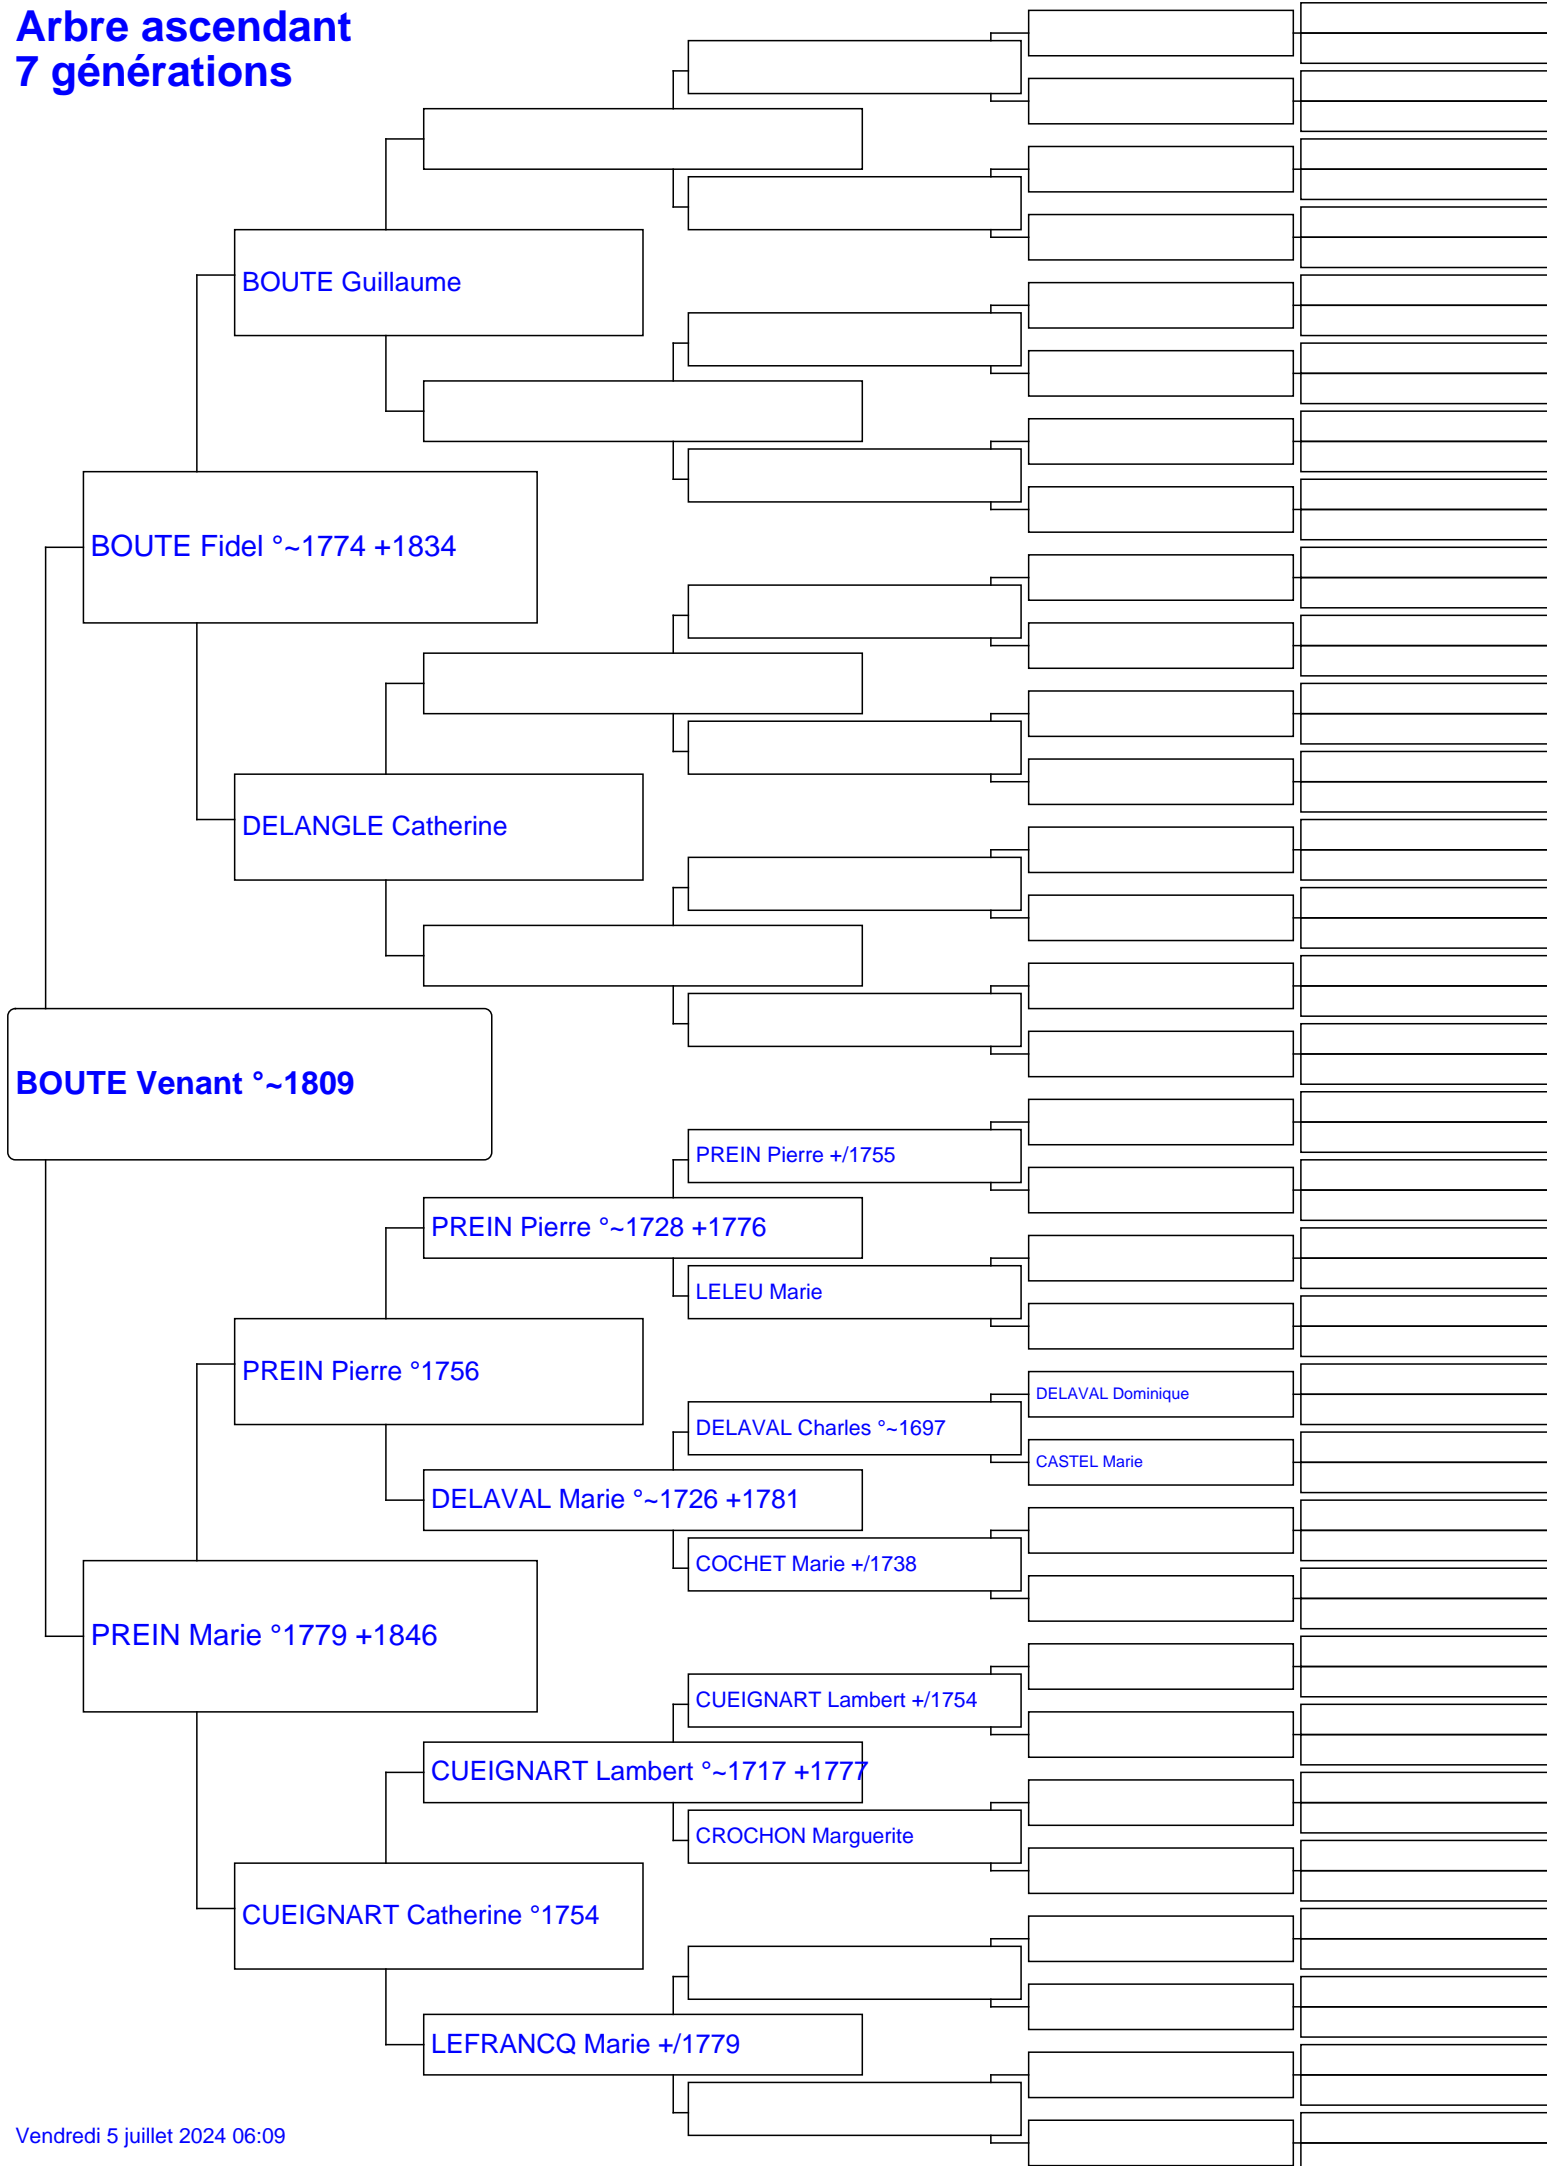 Arbre ascendant
7 générations
BOUTE Guillaume
BOUTE Fidel °~1774 +1834
DELANGLE Catherine
BOUTE Venant °~1809
PREIN Pierre +/1755
PREIN Pierre °~1728 +1776
LELEU Marie
PREIN Pierre °1756
DELAVAL Dominique
DELAVAL Charles °~1697
CASTEL Marie
DELAVAL Marie °~1726 +1781
COCHET Marie +/1738
PREIN Marie °1779 +1846
CUEIGNART Lambert +/1754
CUEIGNART Lambert °~1717 +1777
CROCHON Marguerite
CUEIGNART Catherine °1754
LEFRANCQ Marie +/1779
Vendredi 5 juillet 2024 06:09